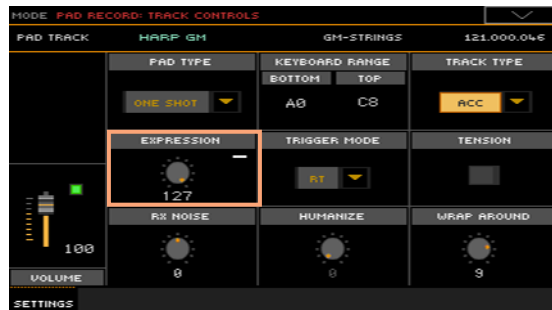 MODE PAD RECORD: TRACK CONTROLS
PAD TRACK HARP GM GM-STRINGS 121.000.046
PAD TYPE KEYBOARD RANGE TRACK TYPE
BOTTOM TOP
ONE SHOT A0 C8 ACC
EXPRESSION TRIGGER MODE TENSION
RT
127
RX NOISE HUMANIZE WRAP AROUND
100
0 0 9
VOLUME
SETTINGS